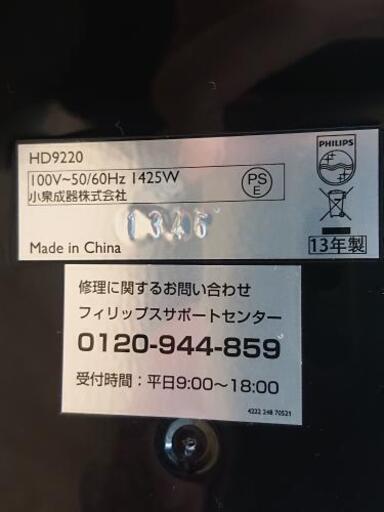 HD9220
PHILIPS
100V~50/60Hz 1425W
小泉成器株式会社
PS
E
1345
Made in China
13年製
修理に関するお問い合わせ
フィリップスサポートセンター
0120-944-859
受付時間：平日9:00～18:00
4222 248 70521